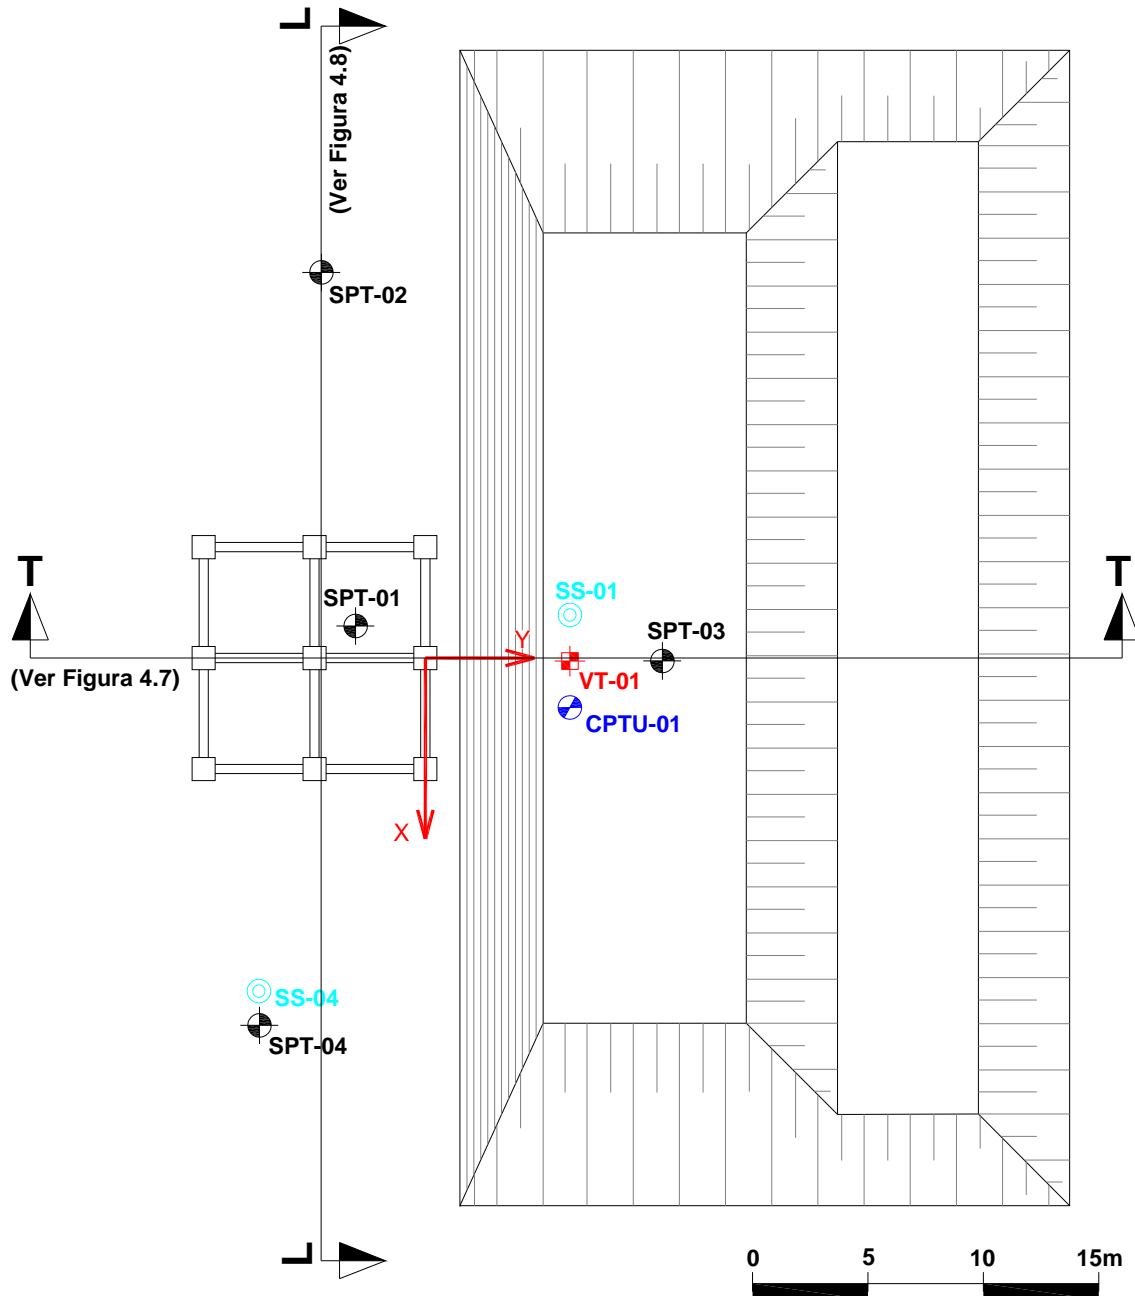 L
(Ver Figura 4.8)
SPT-02
T
T
SPT-01
SS-01
Y
SPT-03
(Ver Figura 4.7)
VT-01
CPTU-01
X
SS-04
SPT-04
L
0 5 10 15m